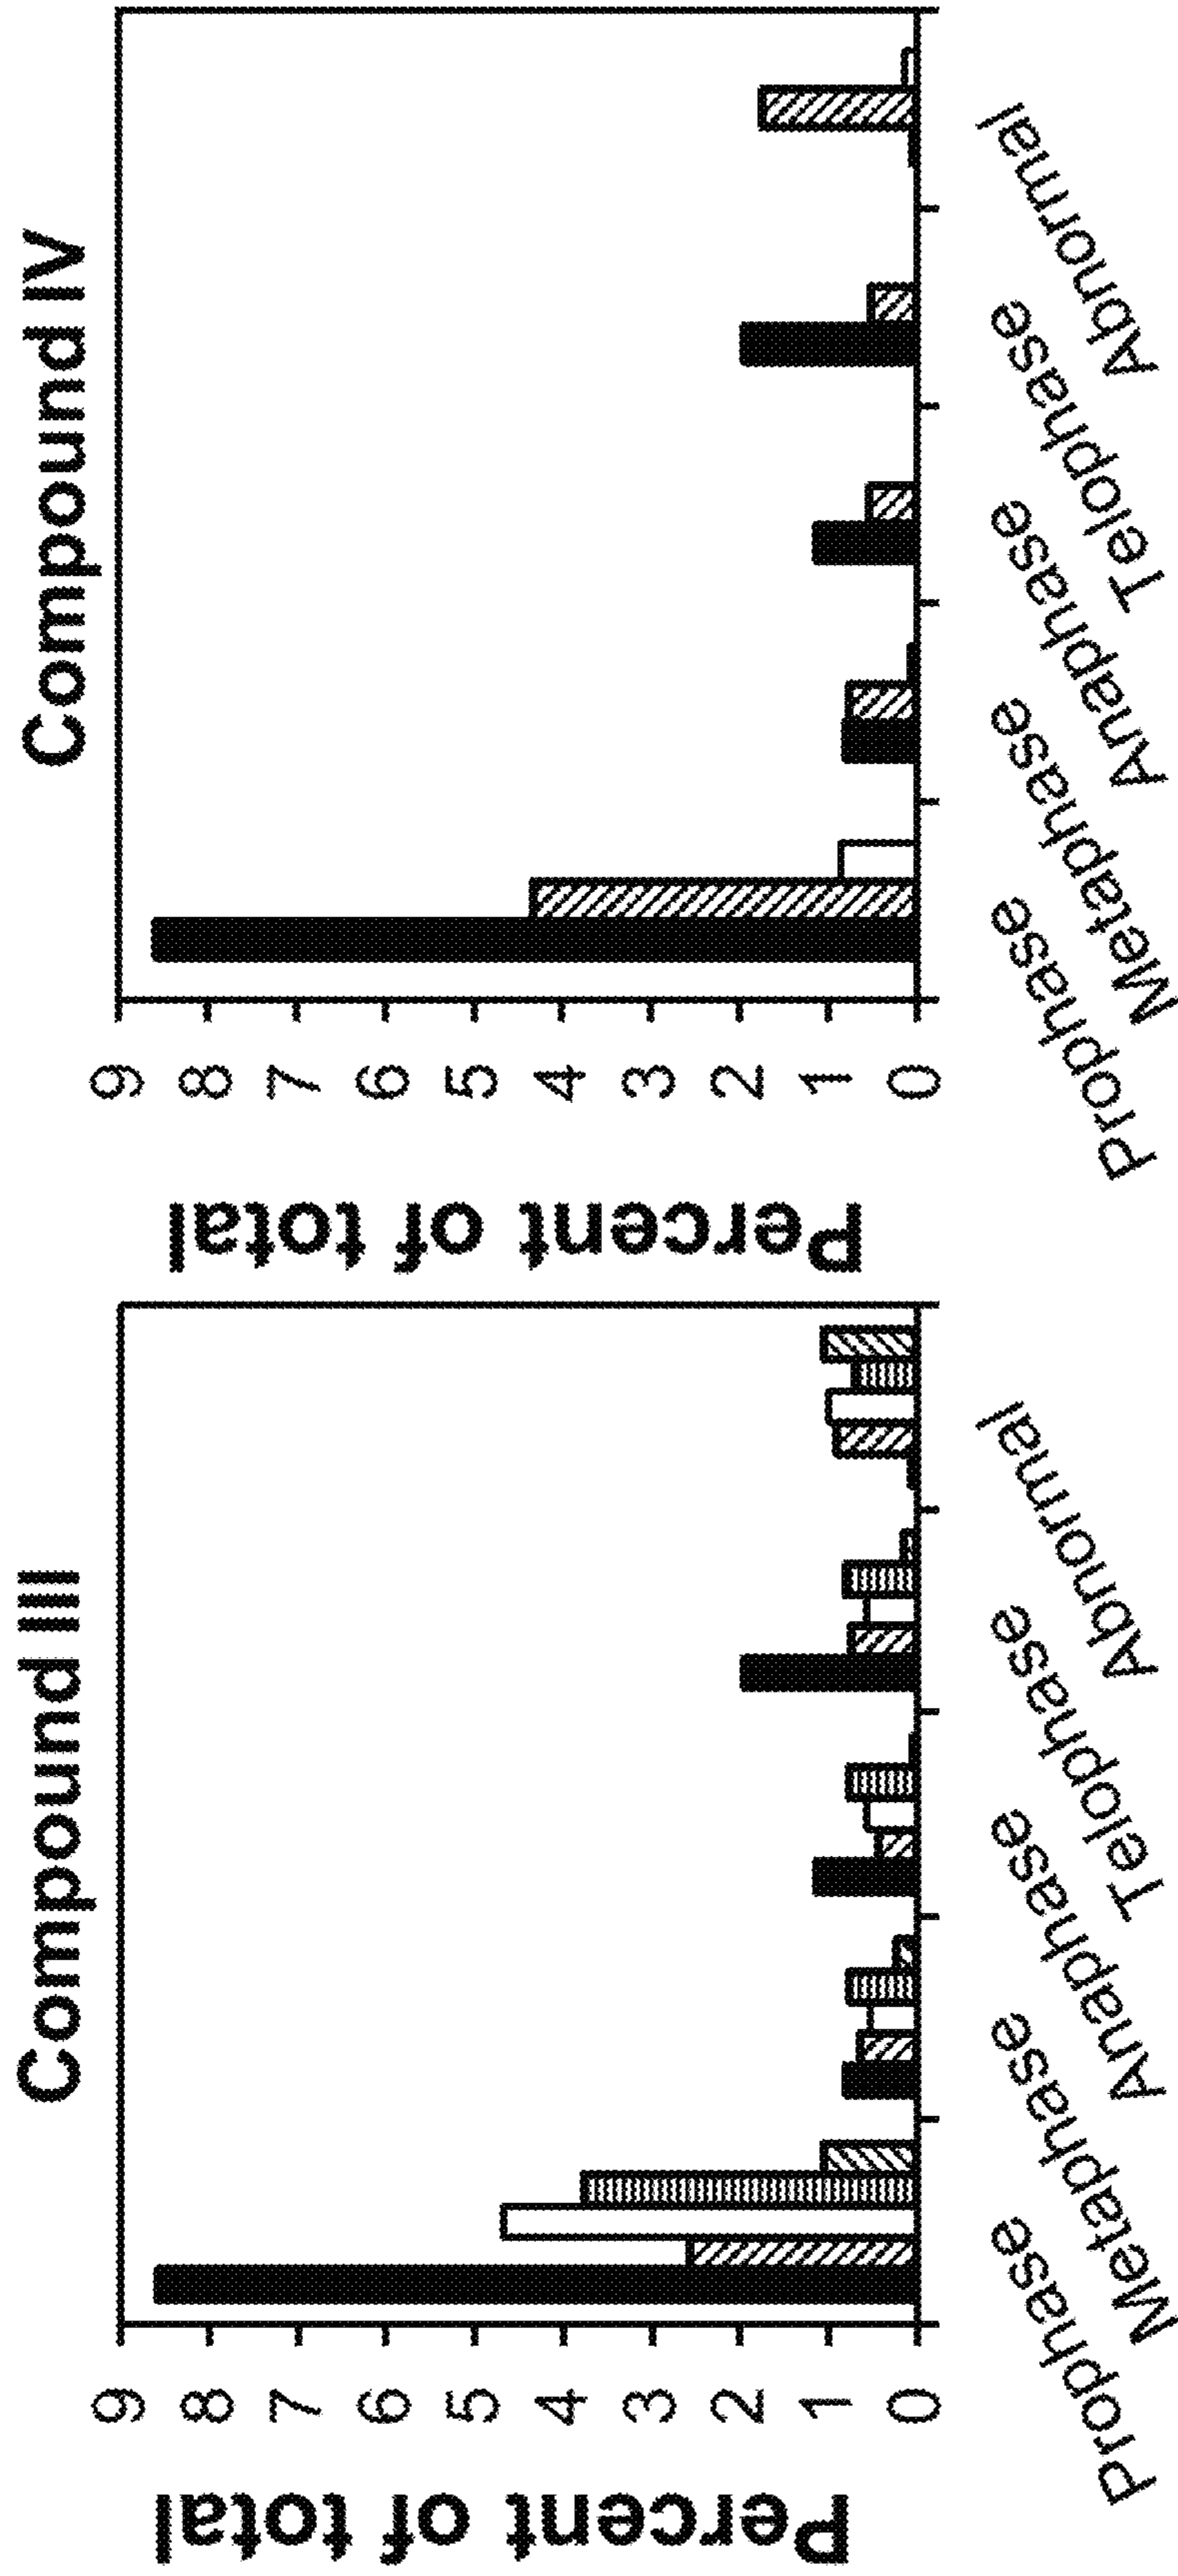 Compound III
Percent of total
9
8
7
6
5
4
3
2
1
0
Prophase
Metaphase
Anaphase
Telophase
Abnormal
Compound IV
Percent of total
9
8
7
6
5
4
3
2
1
0
Prophase
Metaphase
Anaphase
Telophase
Abnormal